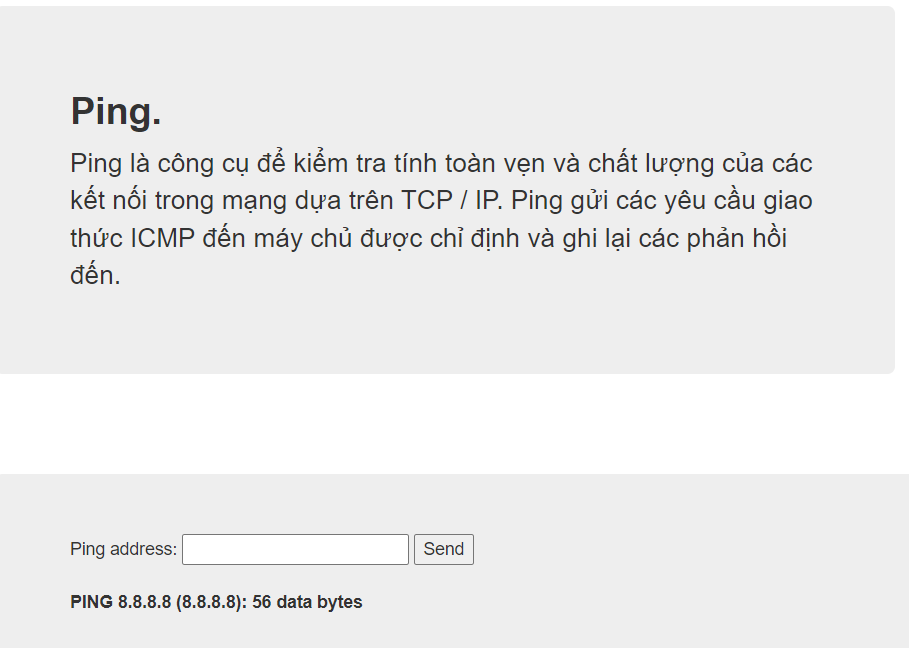 Ping.
Ping là công cụ để kiểm tra tính toàn vẹn và chất lượng của các
kết nối trong mạng dựa trên TCP / IP. Ping gửi các yêu cầu giao
thức ICMP đến máy chủ được chỉ định và ghi lại các phản hồi
đến.
Ping address: Send
PING 8.8.8.8 (8.8.8.8): 56 data bytes